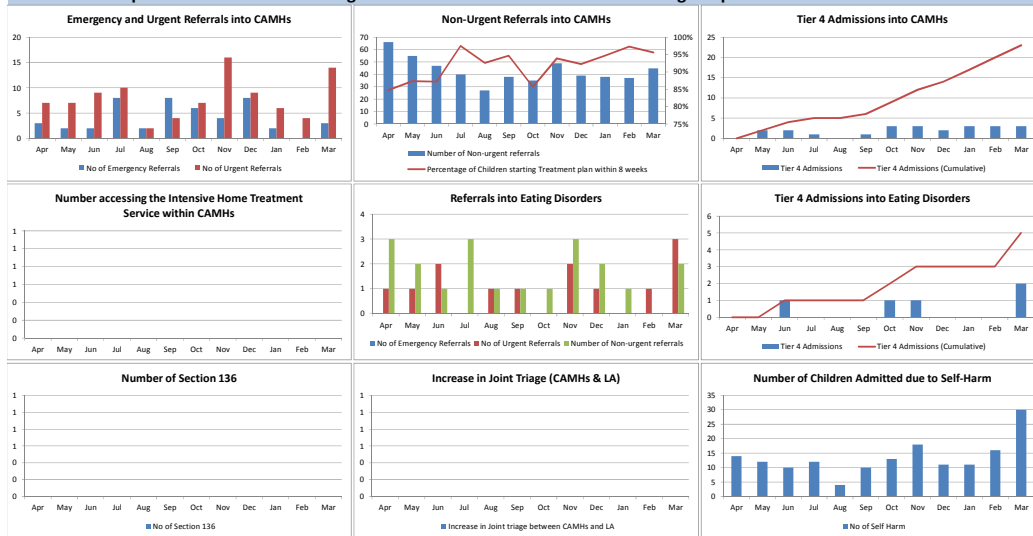 Emergency and Urgent Referrals into CAMHs
20
15
10
5
0
Apr May Jun Jul Aug Sep Oct Nov Dec Jan Feb Mar
No of Emergency Referrals No of Urgent Referrals
Non-Urgent Referrals into CAMHs
70 100%
60 95%
50
90%
40
30 85%
20
80%
10
0 75%
Apr May Jun Jul Aug Sep Oct Nov Dec Jan Feb Mar
Number of Non-urgent referrals
Percentage of Children starting Treatment plan within 8 weeks
Tier 4 Admissions into CAMHs
25
20
15
10
5
0
Apr May Jun Jul Aug Sep Oct Nov Dec Jan Feb Mar
Tier 4 Admissions Tier 4 Admissions (Cumulative)
Number accessing the Intensive Home Treatment
Service within CAMHs
1
1
1
1
0
0
0
Apr May Jun Jul Aug Sep Oct Nov Dec Jan Feb Mar
Referrals into Eating Disorders
4
3
2
1
0
Apr May Jun Jul Aug Sep Oct Nov Dec Jan Feb Mar
No of Emergency Referrals No of Urgent Referrals Number of Non-urgent referrals
Tier 4 Admissions into Eating Disorders
6
5
4
3
2
1
0
Apr May Jun Jul Aug Sep Oct Nov Dec Jan Feb Mar
Tier 4 Admissions Tier 4 Admissions (Cumulative)
Number of Section 136
1
1
1
1
0
0
0
Apr May Jun Jul Aug Sep Oct Nov Dec Jan Feb Mar
No of Section 136
Increase in Joint Triage (CAMHs & LA)
1
1
1
1
0
0
0
Apr May Jun Jul Aug Sep Oct Nov Dec Jan Feb Mar
Increase in Joint triage between CAMHs and LA
Number of Children Admitted due to Self-Harm
35
30
25
20
15
10
5
0
Apr May Jun Jul Aug Sep Oct Nov Dec Jan Feb Mar
No of Self Harm